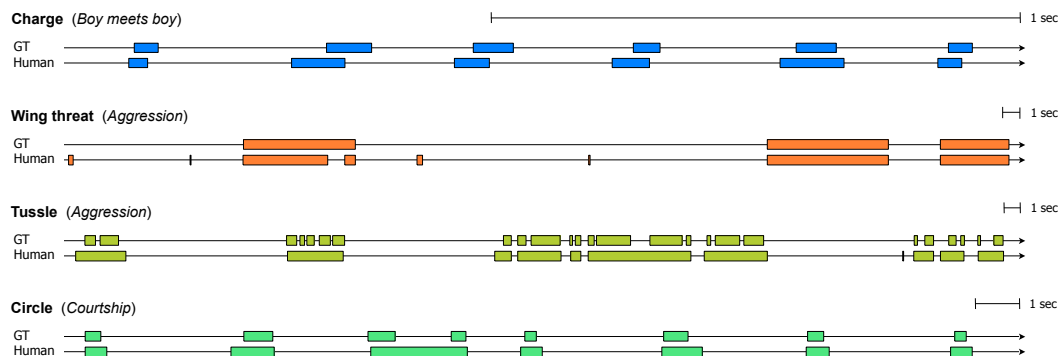 Charge (Boy meets boy)
1 sec
GT
Human
Wing threat (Aggression)
1 sec
GT
Human
Tussle (Aggression)
1 sec
GT
Human
Circle (Courtship)
1 sec
GT
Human